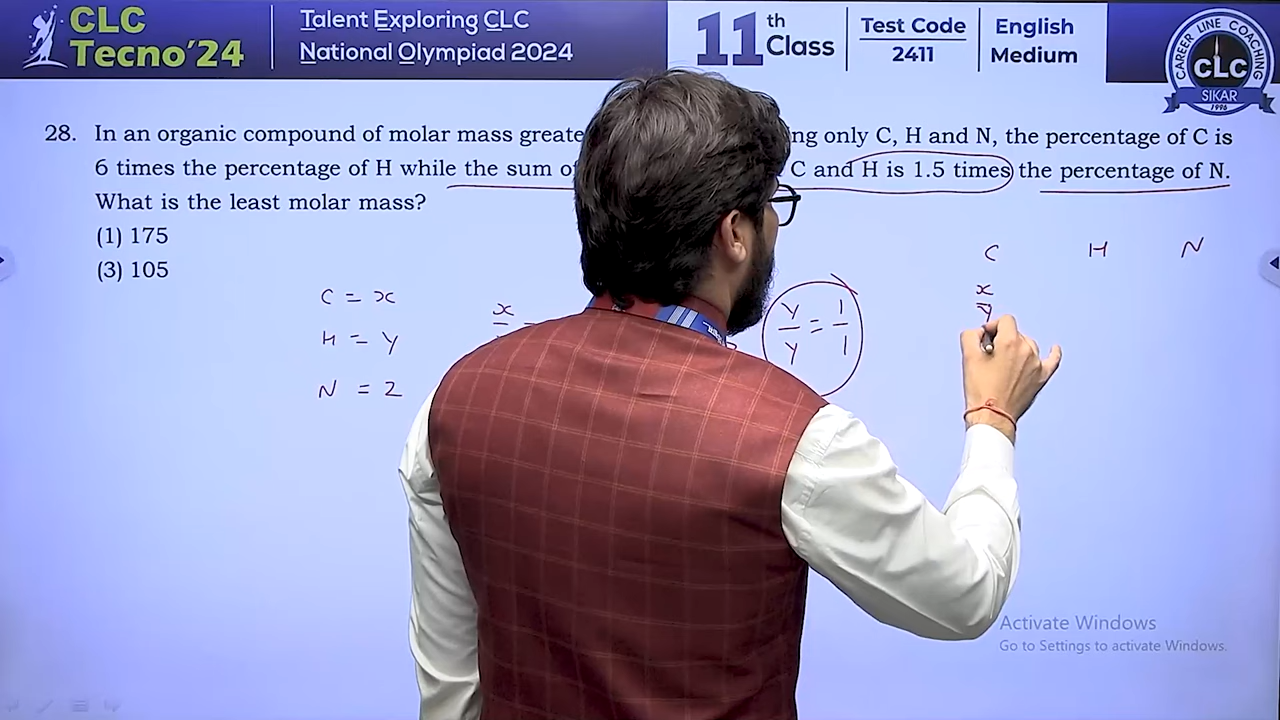 CLC
Tecno'24
Talent Exploring CLC
National Olympiad 2024
11th Class
Test Code
2411
English
Medium
CAREER LINE COACHING
CLC
SIKAR
1996
28. In an organic compound of molar mass only C, H and N, the percentage of C is
6 times the percentage of H while the sum C and H is 1.5 times the percentage of N.
What is the least molar mass?
(1) 175
(3) 105
C H N
C = x
H = y
N = 2
x
y/y = 1/1
x
y
Activate Windows
Go to Settings to activate Windows.